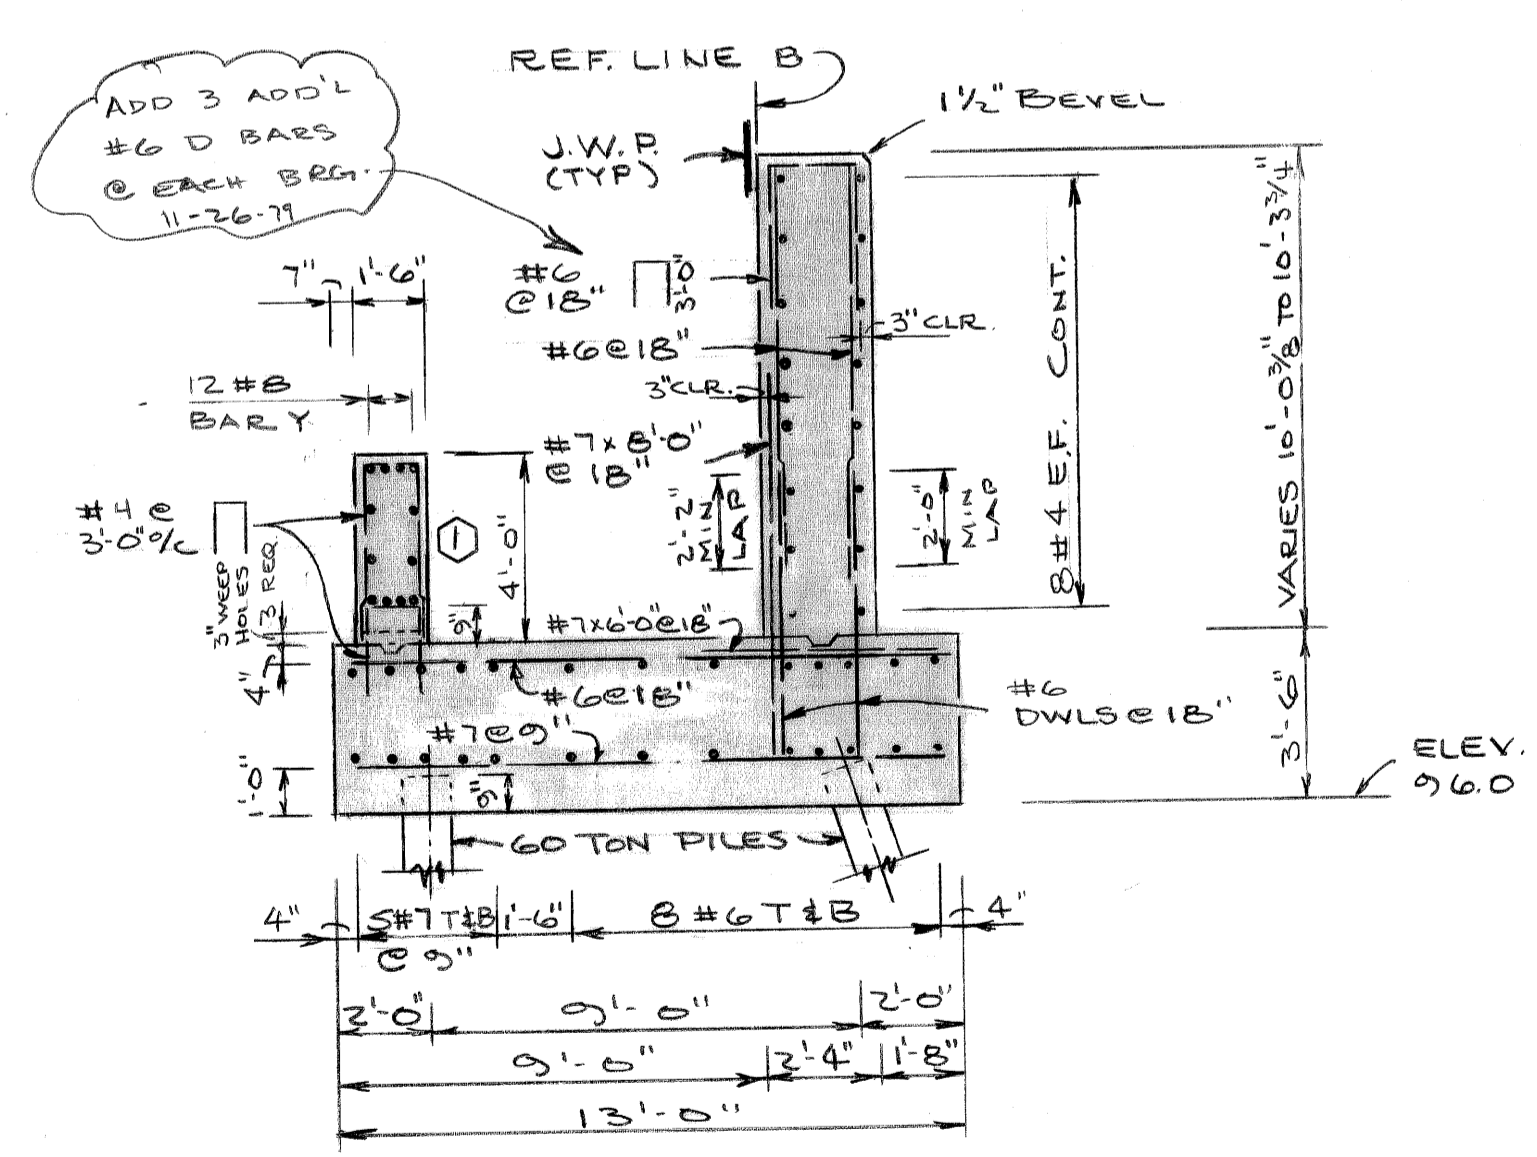 REF. LINE B
ADD 3 ADD'L
#6 D BARS
@ EACH BRG.
11-26-79
1½" BEVEL
J.W.P.
(TYP)
7"
1'-6"
#6
@ 18"
3'-0"
3" CLR.
#6 @ 18"
12 #8
BAR Y
3" CLR.
#7 x 8'-0"
@ 18"
8 #4 E.F. CONT.
VARIES 10'-0 3/8" TO 10'-3 3/4"
#4 @
3'-0" o/c
1
4'-0"
2'-2"
MIN
LAP
2'-0"
MIN
LAP
3" WEEP
HOLES
3 REQ.
9"
#7x6'-0"@18"
4"
#6@18"
#7@9"
#6
DWLS @ 18"
3'-6"
ELEV.
96.0
1'-0"
9"
60 TON PILES
4"
5#7 T&B
@ 9"
1'-6"
8 #6 T&B
4"
2'-0"
9'-0"
2'-0"
9'-0"
2'-4"
1'-8"
13'-0"